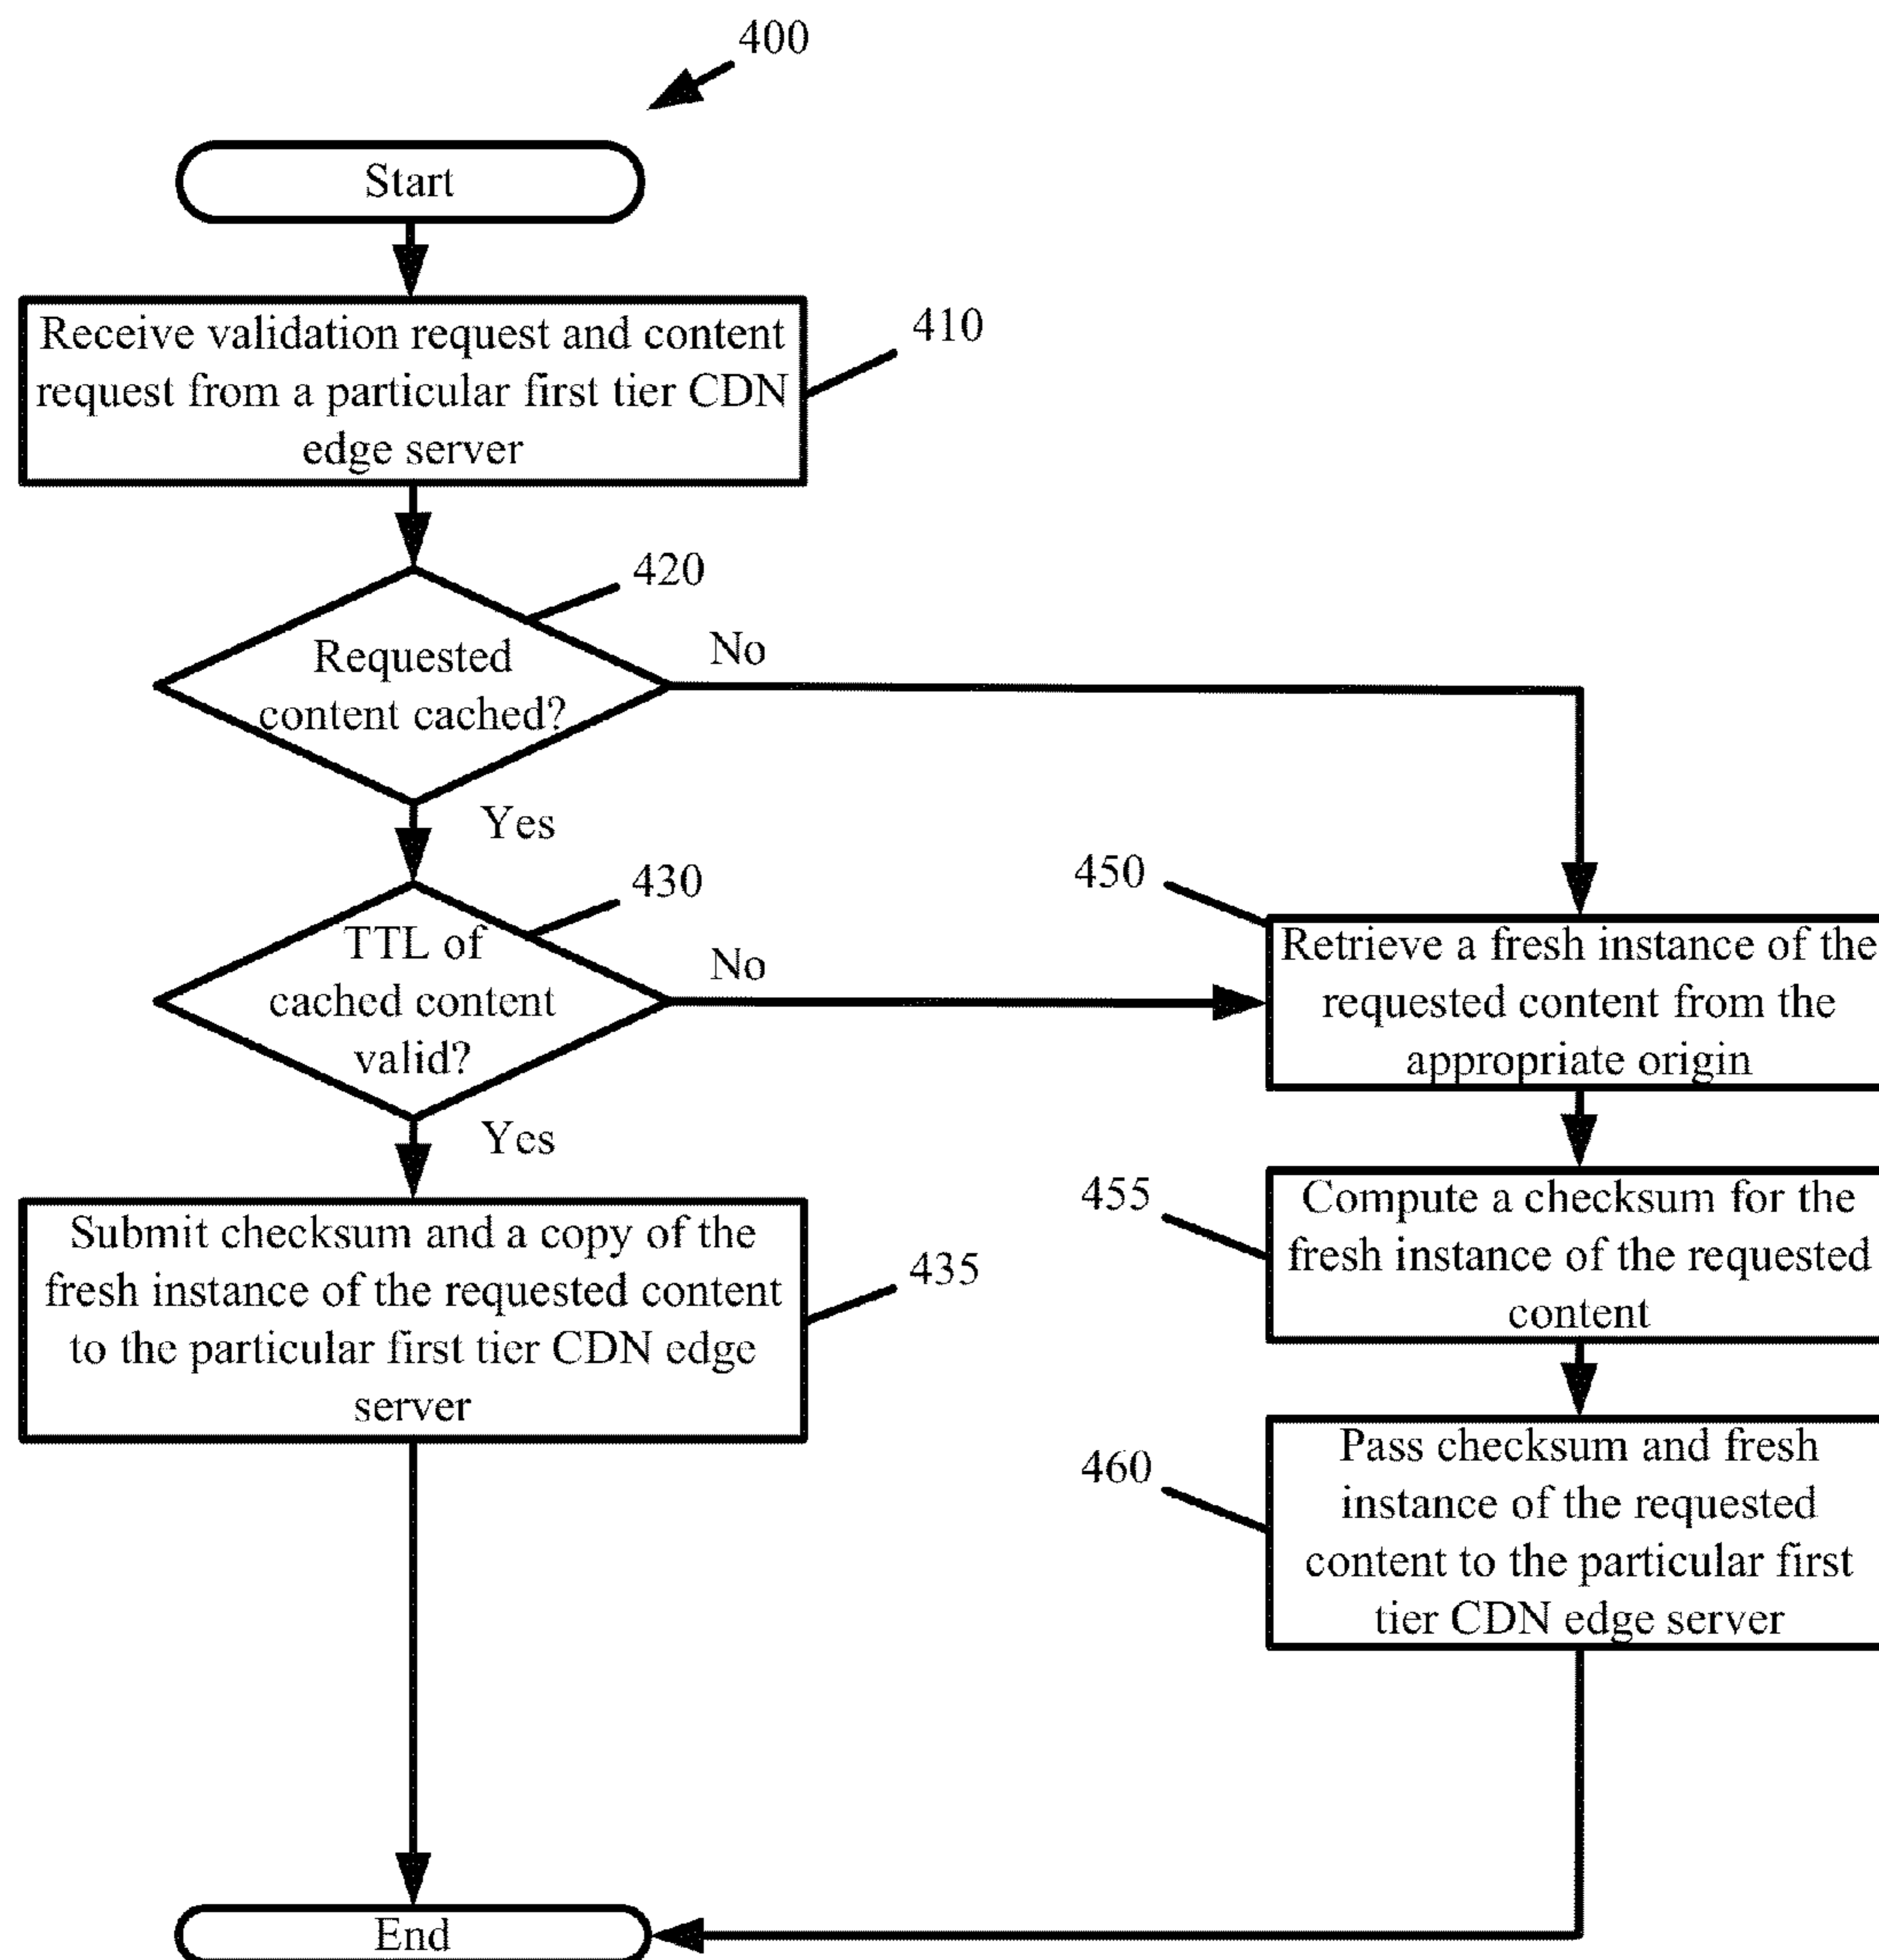 400
Start
Receive validation request and content
request from a particular first tier CDN
edge server
410
420
Requested
content cached?
No
Yes
430
TTL of
cached content
valid?
No
Yes
450
Retrieve a fresh instance of the
requested content from the
appropriate origin
Submit checksum and a copy of the
fresh instance of the requested content
to the particular first tier CDN edge
server
435
455
Compute a checksum for the
fresh instance of the requested
content
460
Pass checksum and fresh
instance of the requested
content to the particular first
tier CDN edge server
End